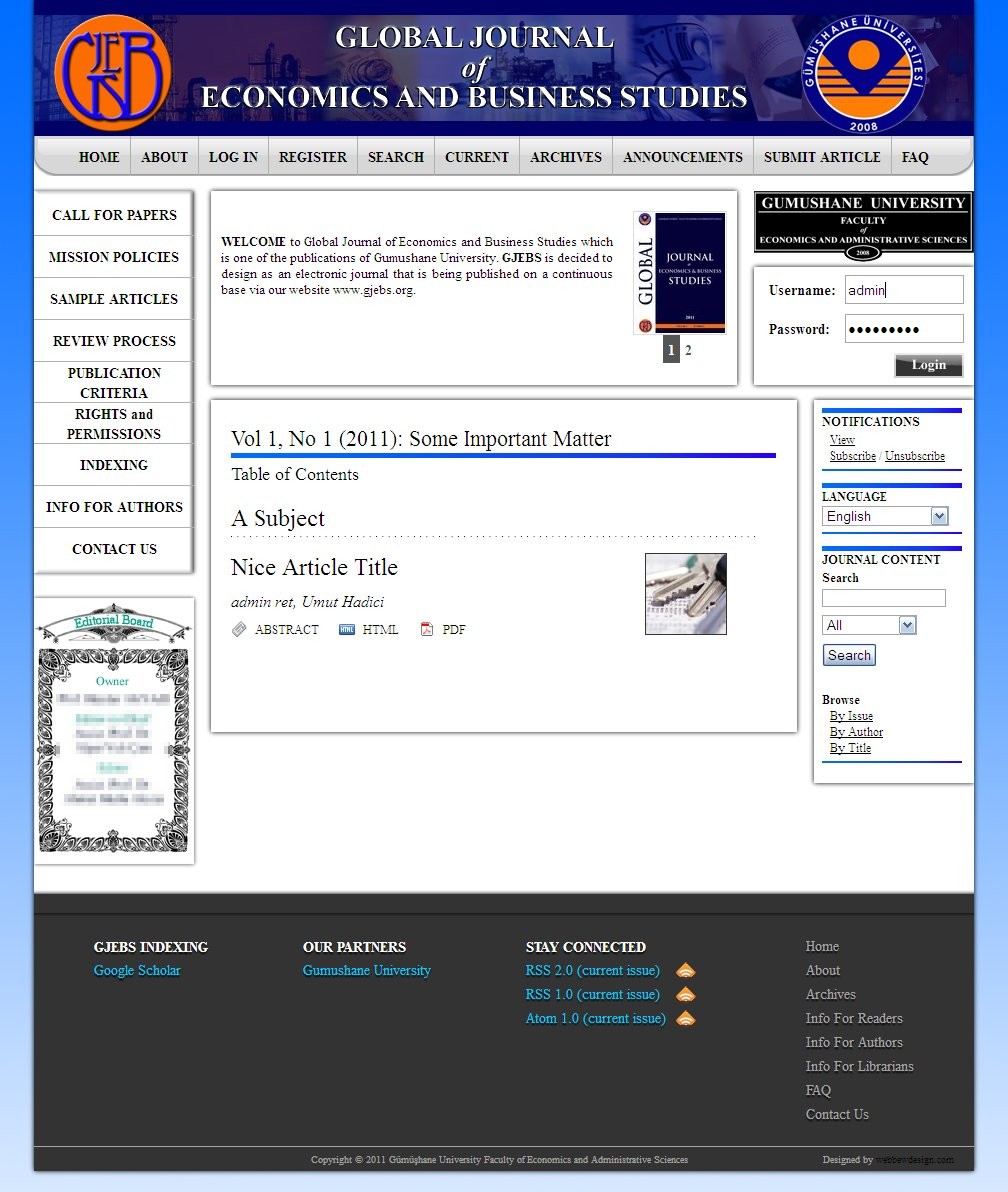 GJEBS
GLOBAL JOURNAL
of
ECONOMICS AND BUSINESS STUDIES
GÜMÜŞHANE ÜNİVERSİTESİ
2008
HOME ABOUT LOG IN REGISTER SEARCH CURRENT ARCHIVES ANNOUNCEMENTS SUBMIT ARTICLE FAQ
CALL FOR PAPERS
MISSION POLICIES
SAMPLE ARTICLES
REVIEW PROCESS
PUBLICATION
CRITERIA
RIGHTS and
PERMISSIONS
INDEXING
INFO FOR AUTHORS
CONTACT US
Editorial Board
Owner
WELCOME to Global Journal of Economics and Business Studies which
is one of the publications of Gumushane University. GJEBS is decided to
design as an electronic journal that is being published on a continuous
base via our website www.gjebs.org.
GLOBAL
JOURNAL
ECONOMICS & BUSINESS
STUDIES
2011
1 2
GUMUSHANE UNIVERSITY
FACULTY
of
ECONOMICS AND ADMINISTRATIVE SCIENCES
2008
Username: admin
Password: •••••••••
Login
Vol 1, No 1 (2011): Some Important Matter
Table of Contents
A Subject
Nice Article Title
admin ret, Umut Hadici
ABSTRACT HTML HTML PDF
NOTIFICATIONS
View
Subscribe / Unsubscribe
LANGUAGE
English
JOURNAL CONTENT
Search
All
Search
Browse
By Issue
By Author
By Title
GJEBS INDEXING
Google Scholar
OUR PARTNERS
Gumushane University
STAY CONNECTED
RSS 2.0 (current issue)
RSS 1.0 (current issue)
Atom 1.0 (current issue)
Home
About
Archives
Info For Readers
Info For Authors
Info For Librarians
FAQ
Contact Us
Copyright © 2011 Gümüşhane University Faculty of Economics and Administrative Sciences
Designed by